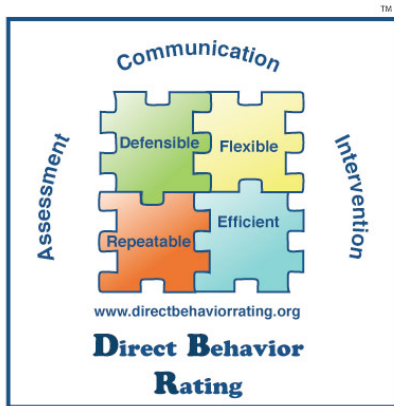 TM
Communication
Assessment
Intervention
Defensible
Flexible
Repeatable
Efficient
www.directbehaviorrating.org
Direct Behavior
Rating